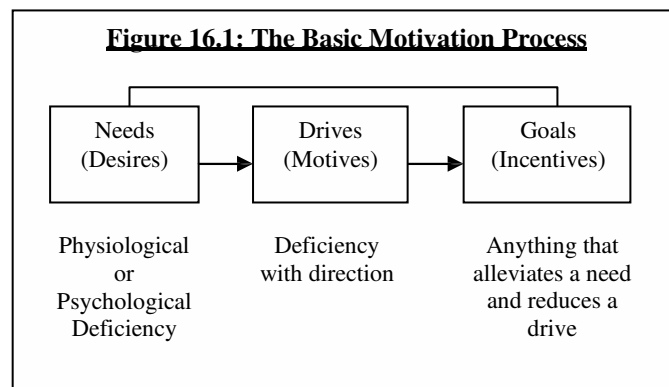 Figure 16.1: The Basic Motivation Process
Needs
(Desires)
Drives
(Motives)
Goals
(Incentives)
Physiological
or
Psychological
Deficiency
Deficiency
with direction
Anything that
alleviates a need
and reduces a
drive